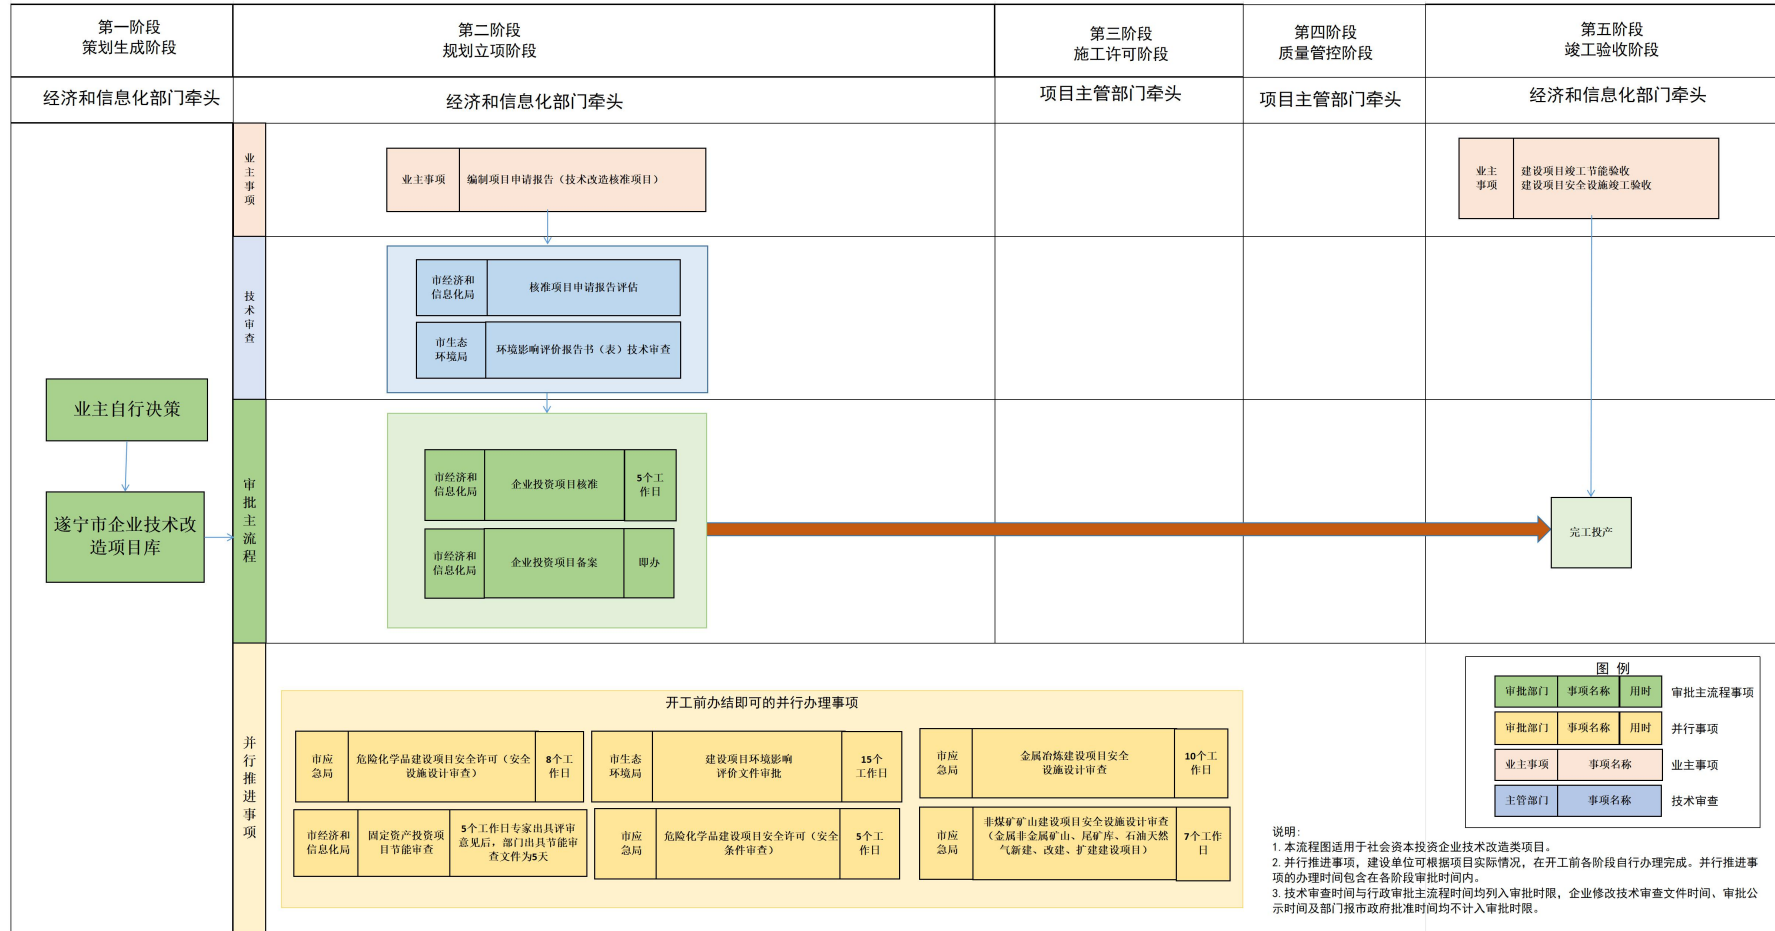 第一阶段
策划生成阶段
第二阶段
规划立项阶段
第三阶段
施工许可阶段
第四阶段
质量管控阶段
第五阶段
竣工验收阶段
经济和信息化部门牵头
经济和信息化部门牵头
项目主管部门牵头
项目主管部门牵头
经济和信息化部门牵头
业主事项
业主事项
编制项目申请报告（技术改造核准项目）
业主
事项
建设项目竣工节能验收
建设项目安全设施竣工验收
技术审查
市经济和
信息化局
核准项目申请报告评估
市生态
环境局
环境影响评价报告书（表）技术审查
业主自行决策
遂宁市企业技术改
造项目库
审批主流程
市经济和
信息化局
企业投资项目核准
5个工
作日
市经济和
信息化局
企业投资项目备案
即办
完工投产
并行推进事项
开工前办结即可的并行办理事项
市应
急局
危险化学品建设项目安全许可（安全
设施设计审查）
8个工
作日
市生态
环境局
建设项目环境影响
评价文件审批
15个
工作日
市应
急局
金属冶炼建设项目安全
设施设计审查
10个工
作日
市经济和
信息化局
固定资产投资项
目节能审查
5个工作日专家出具评审
意见后，部门出具节能审
查文件为5天
市应
急局
危险化学品建设项目安全许可（安全
条件审查）
5个工
作日
市应
急局
非煤矿矿山建设项目安全设施设计审查
（金属非金属矿山、尾矿库、石油天然
气新建、改建、扩建建设项目）
7个工作
日
图 例
审批部门
事项名称
用时
审批主流程事项
审批部门
事项名称
用时
并行事项
业主事项
事项名称
业主事项
主管部门
事项名称
技术审查
说明：
1. 本流程图适用于社会资本投资企业技术改造类项目。
2. 并行推进事项，建设单位可根据项目实际情况，在开工前各阶段自行办理完成。并行推进事
项的办理时间包含在各阶段审批时间内。
3. 技术审查时间与行政审批主流程时间均列入审批时限，企业修改技术审查文件时间、审批公
示时间及部门报市政府批准时间均不计入审批时限。